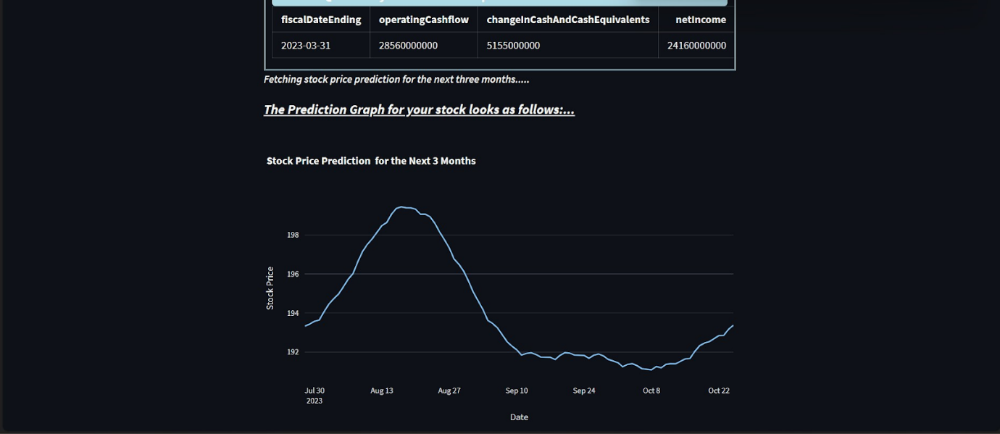 fiscalDateEnding operatingCashflow changeInCashAndCashEquivalents netIncome
2023-03-31 28560000000 5155000000 24160000000
Fetching stock price prediction for the next three months.....
The Prediction Graph for your stock looks as follows:...
Stock Price Prediction for the Next 3 Months
198
196
194
192
Stock Price
Jul 30 Aug 13 Aug 27 Sep 10 Sep 24 Oct 8 Oct 22
2023
Date